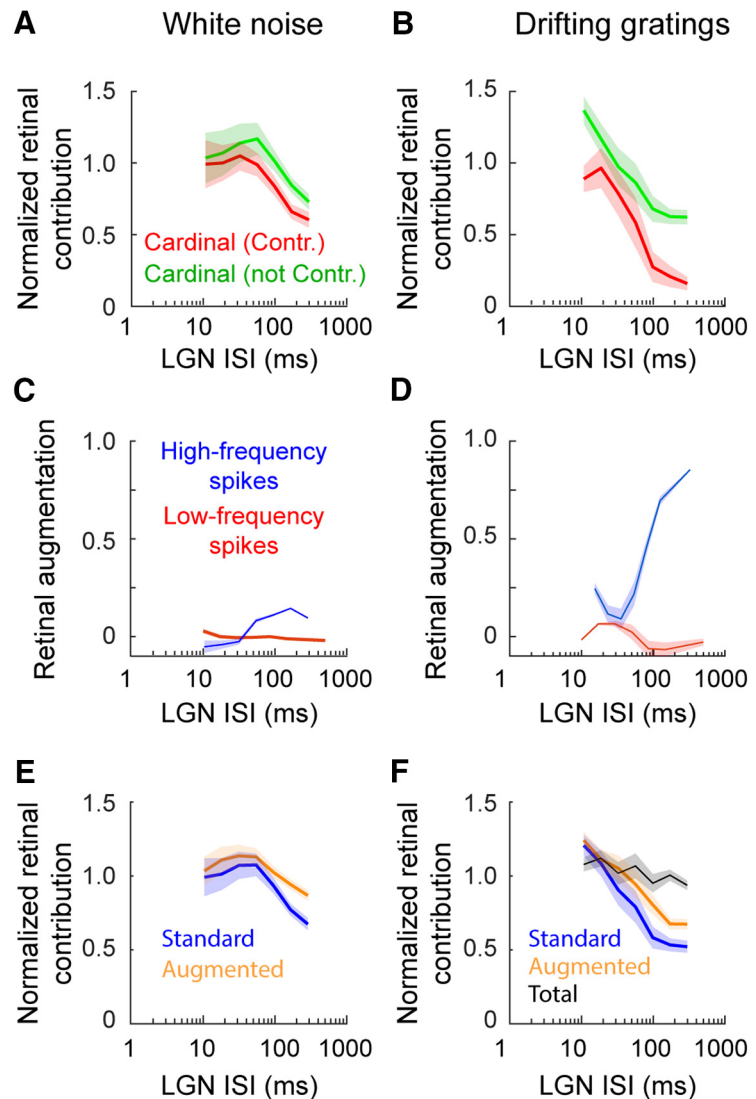 A
White noise
B
Drifting gratings
Normalized retinal
contribution
1.5
1.0
0.5
0
Cardinal (Contr.)
Cardinal (not Contr.)
1
10
100
1000
LGN ISI (ms)
Normalized retinal
contribution
1.5
1.0
0.5
0
1
10
100
1000
LGN ISI (ms)
C
Retinal augmentation
1.0
0.5
0
High-frequency
spikes
Low-frequency
spikes
1
10
100
1000
LGN ISI (ms)
D
Retinal augmentation
1.0
0.5
0
1
10
100
1000
LGN ISI (ms)
E
Normalized retinal
contribution
1.5
1.0
0.5
0
Standard
Augmented
1
10
100
1000
LGN ISI (ms)
F
Normalized retinal
contribution
1.5
1.0
0.5
0
Standard
Augmented
Total
1
10
100
1000
LGN ISI (ms)